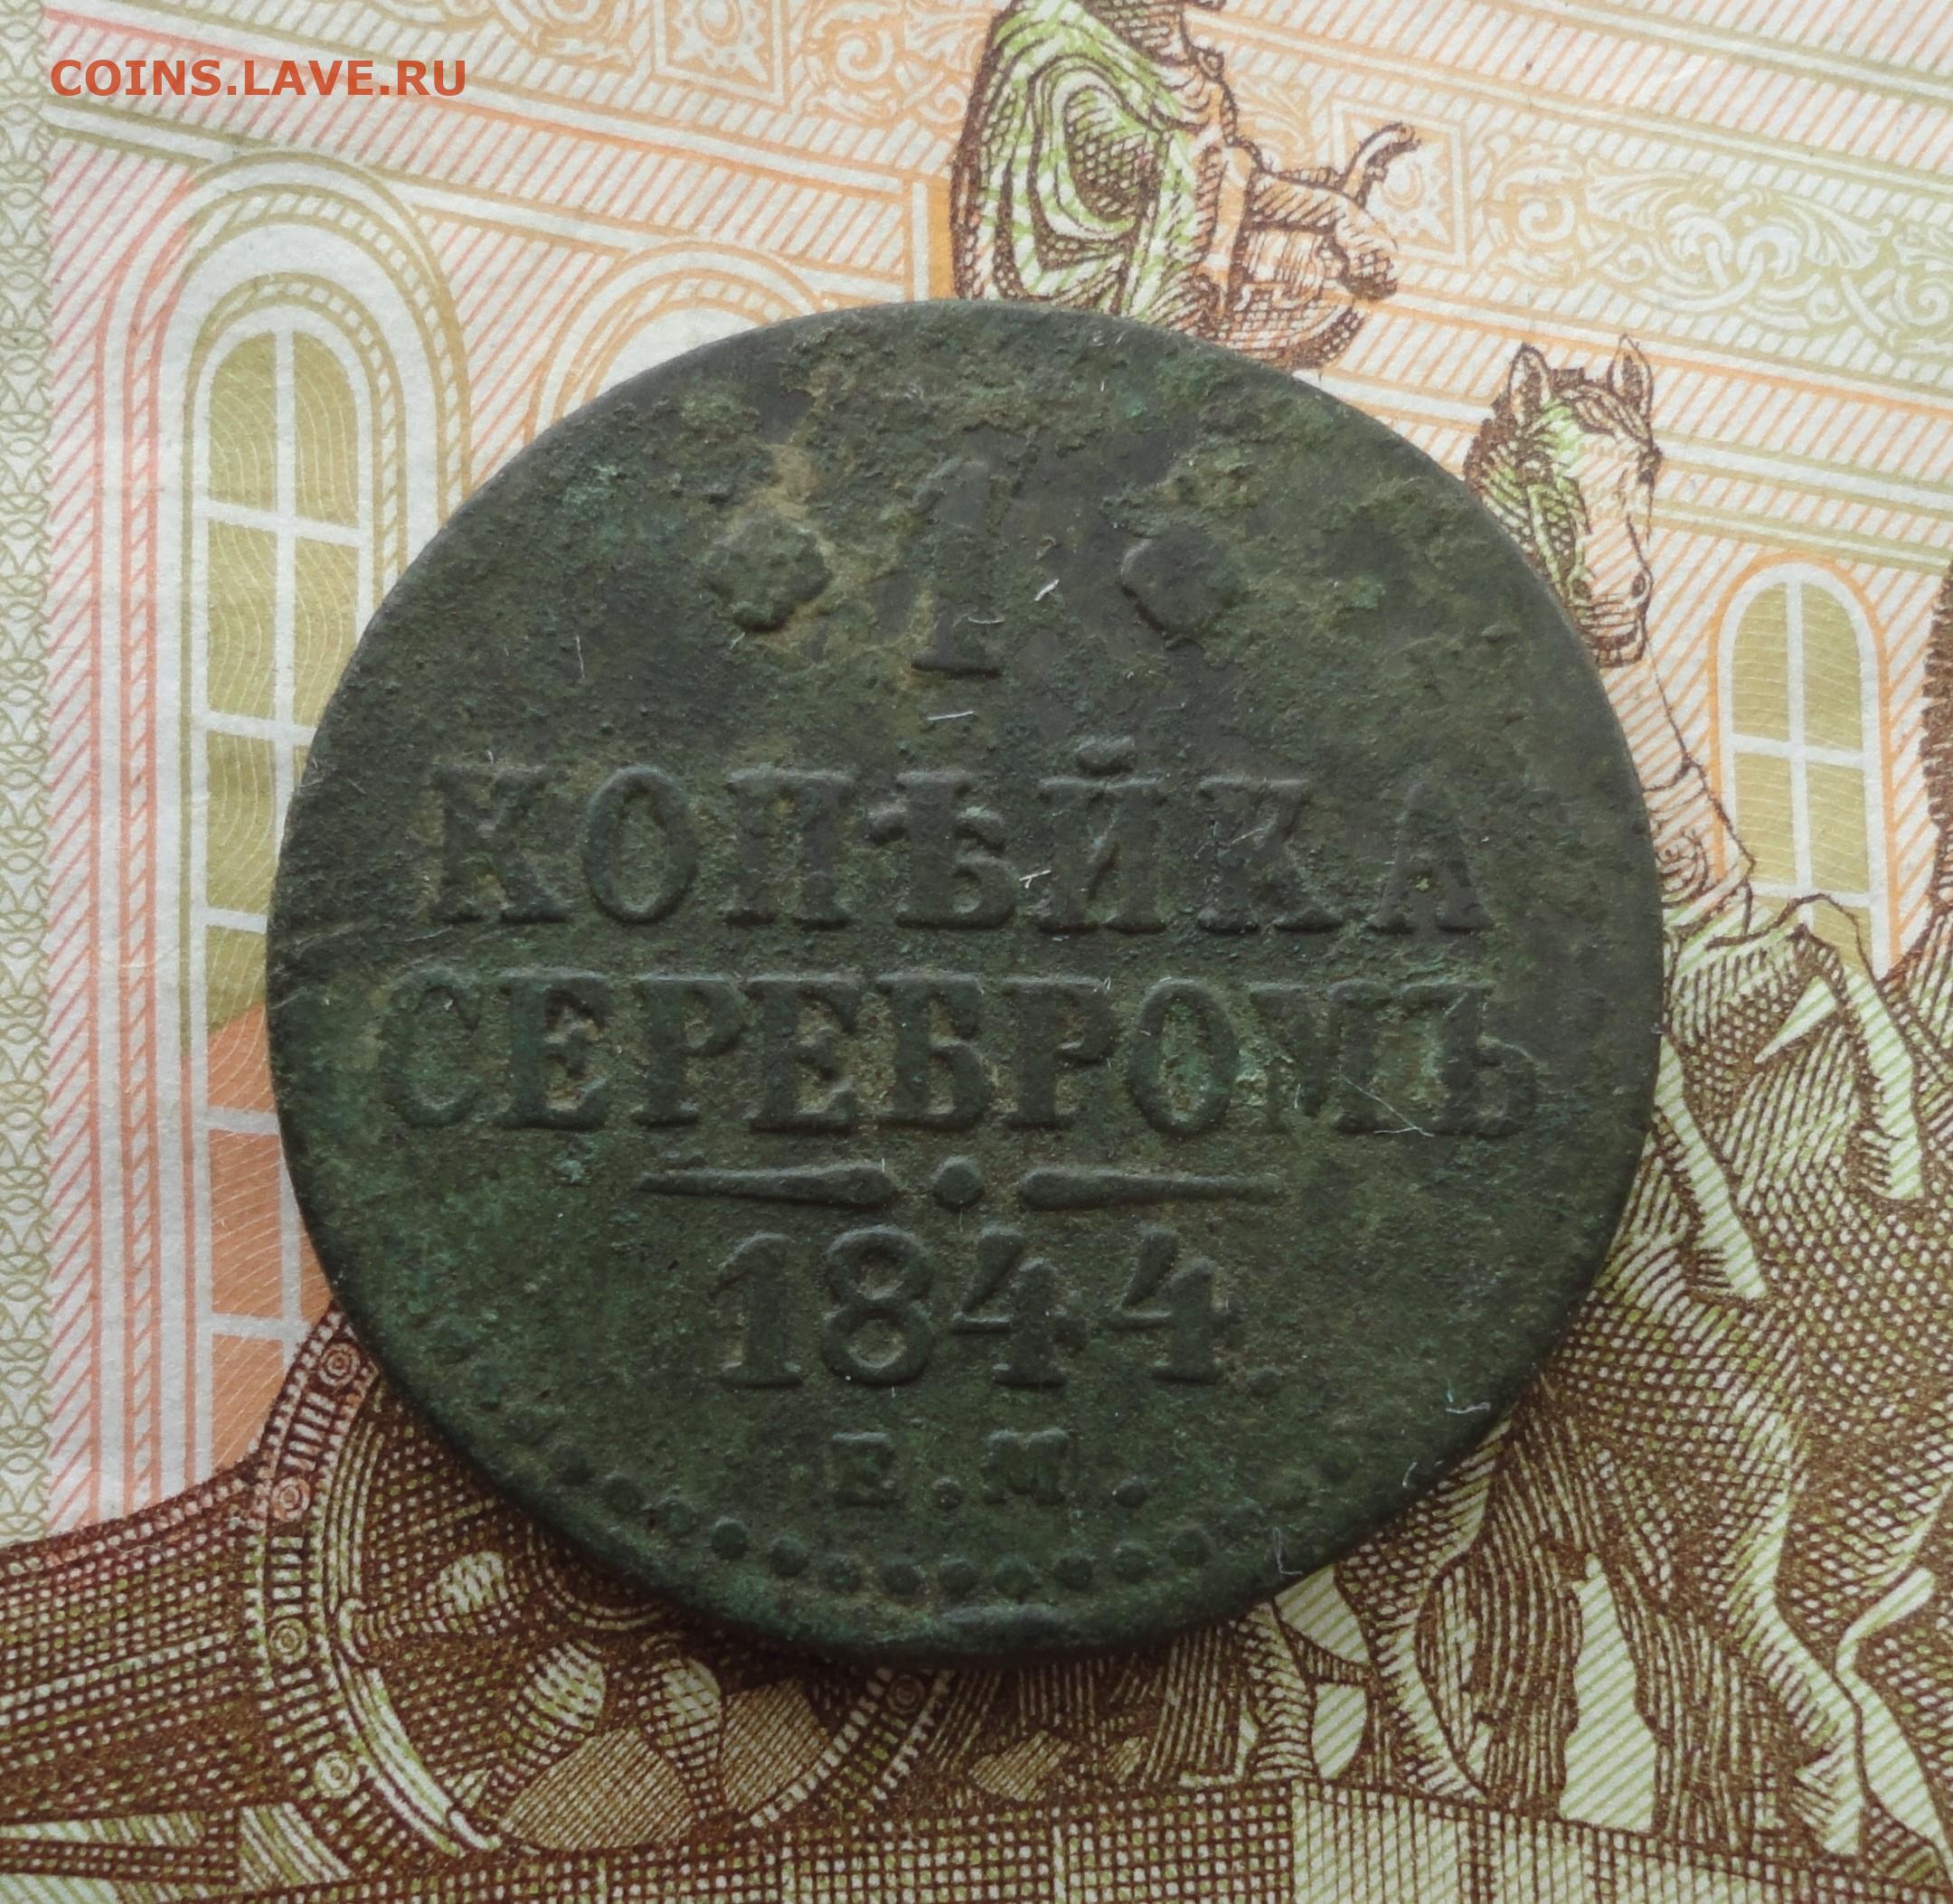 COINS.LAVE.RU
1
КОПѢЙКА
СЕРЕБРОМЪ
1844.
Е.М.